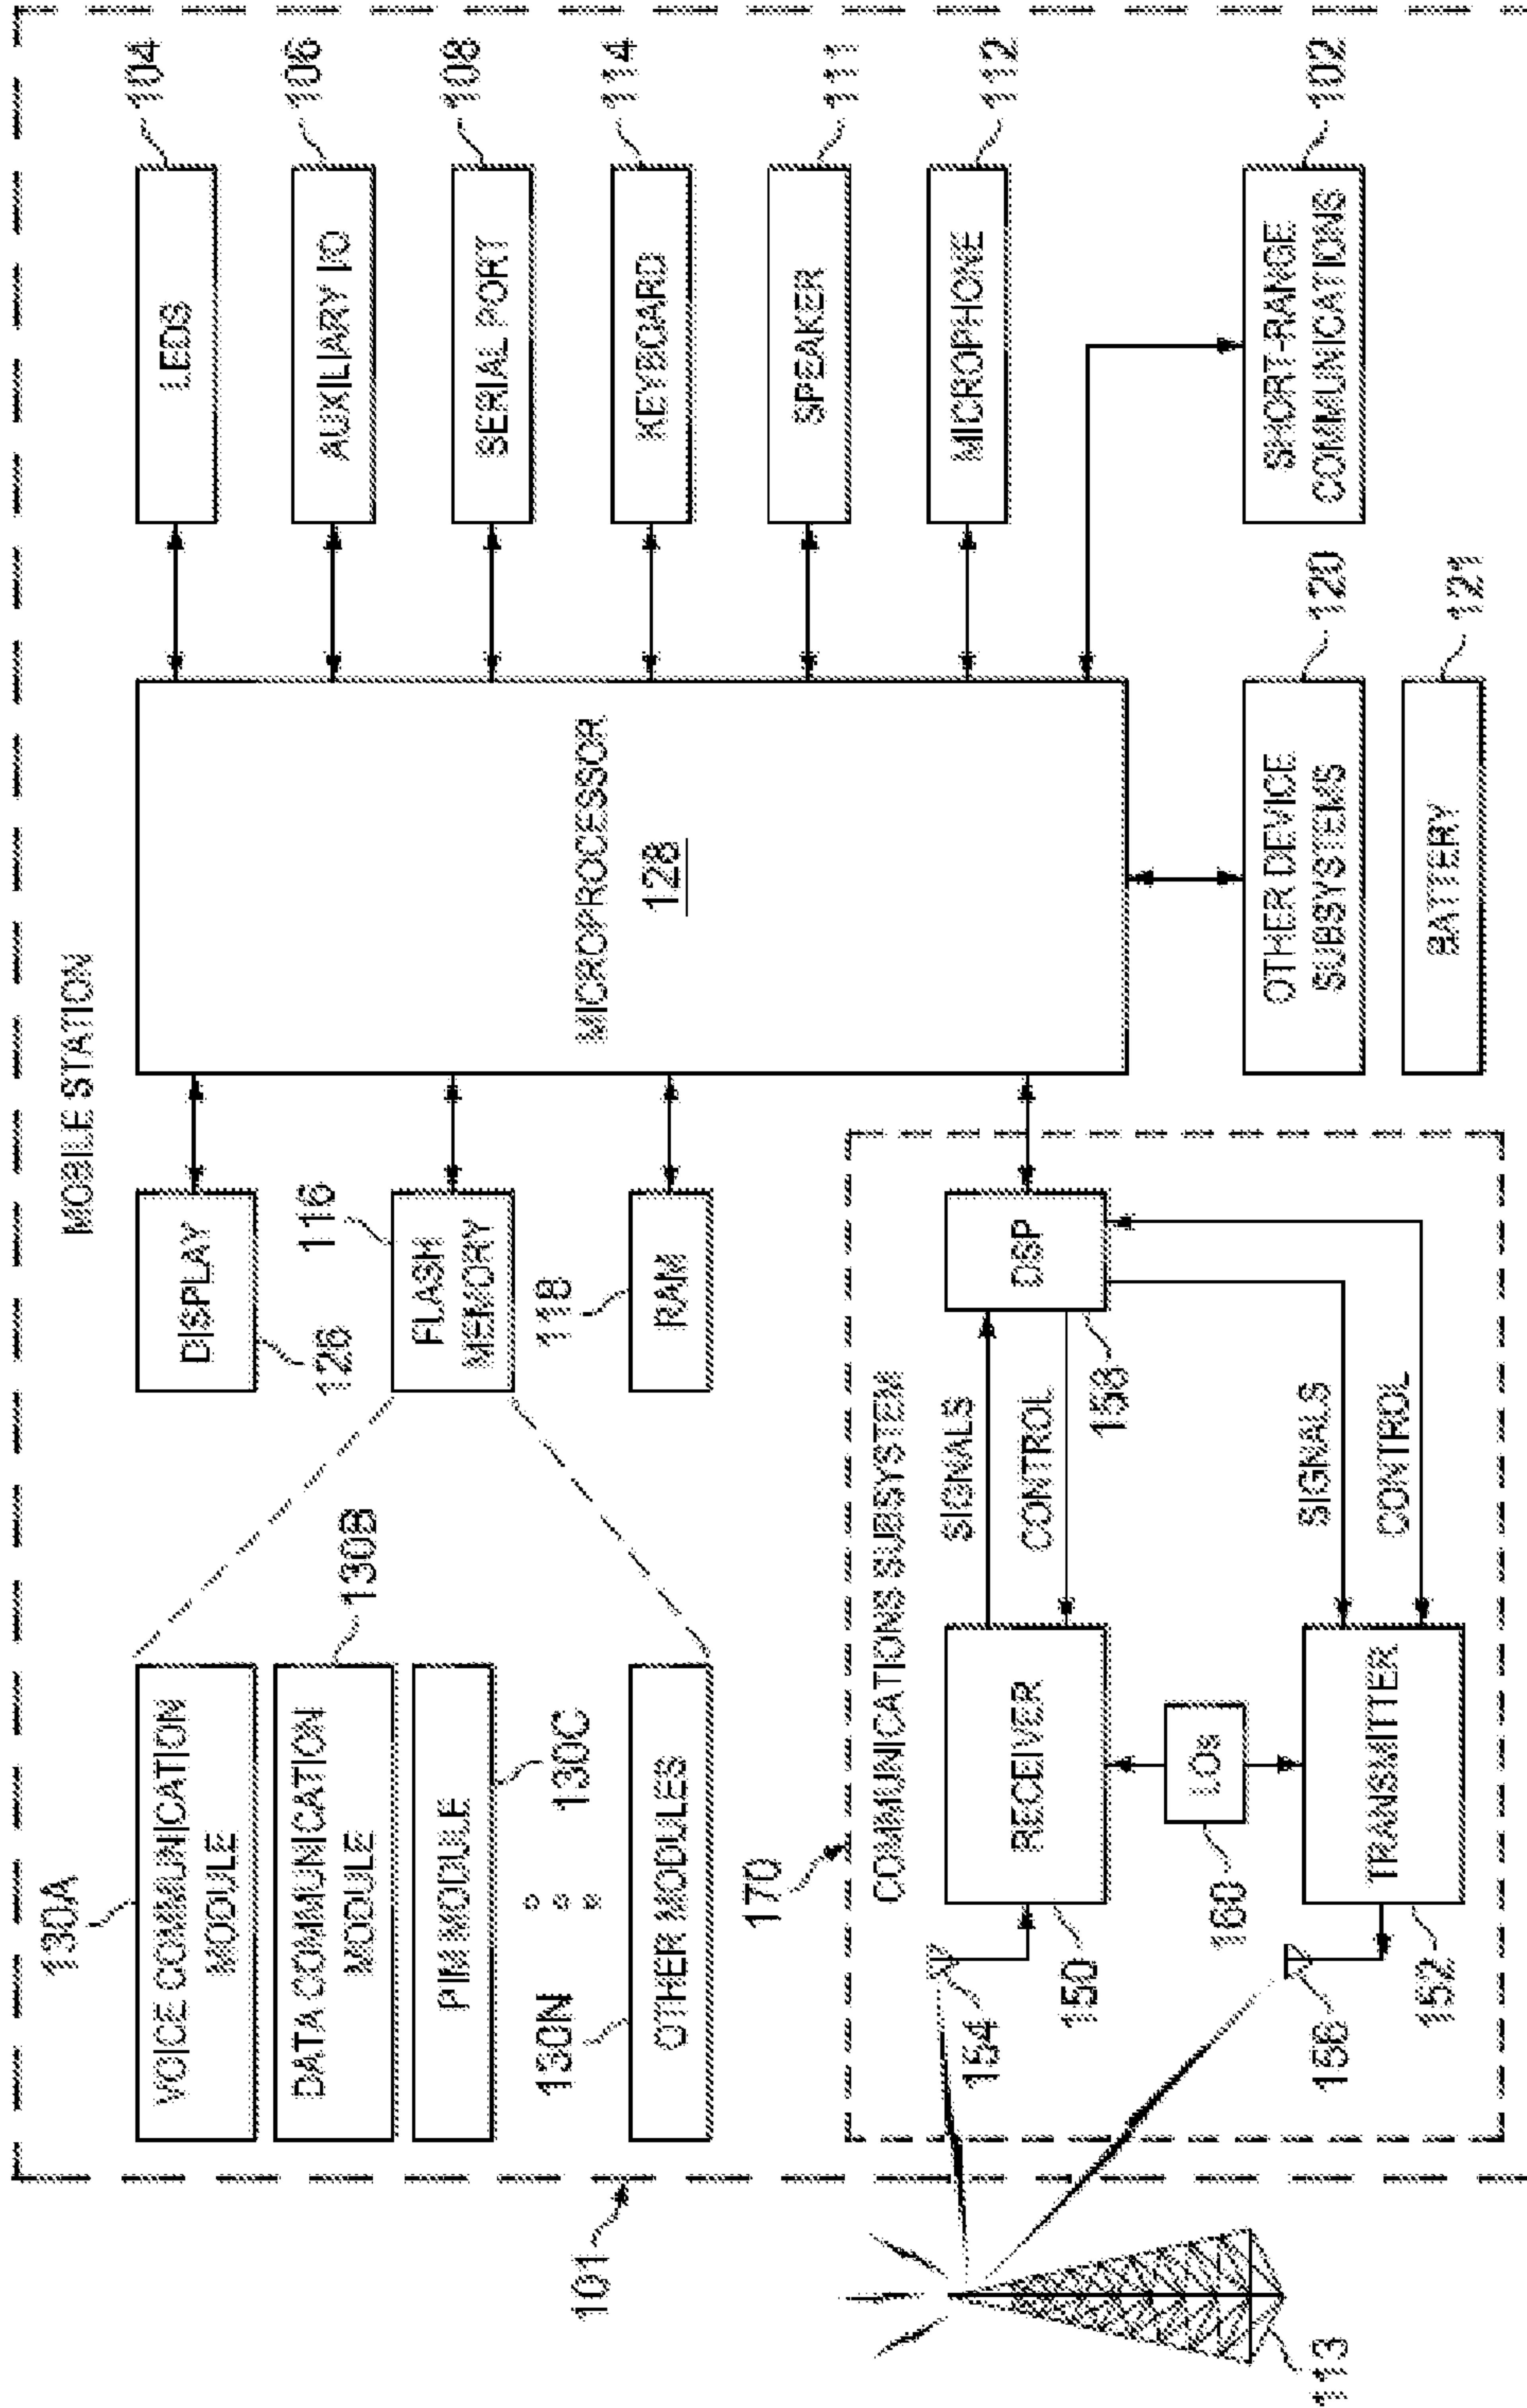 MOBILE STATION
101
113
130A
VOICE COMMUNICATION
MODULE
DATA COMMUNICATION
MODULE
130B
PIM MODULE
130C
130N
OTHER MODULES
DISPLAY
126
116
FLASH
MEMORY
118
RAM
MICROPROCESSOR
128
LEDS
104
AUXILIARY I/O
106
SERIAL PORT
108
KEYBOARD
114
SPEAKER
111
MICROPHONE
112
SHORT-RANGE
COMMUNICATIONS
102
OTHER DEVICE
SUBSYSTEMS
120
BATTERY
121
170
COMMUNICATIONS SUBSYSTEM
154
RECEIVER
150
SIGNALS
CONTROL
DSP
158
LOs
160
156
TRANSMITTER
152
SIGNALS
CONTROL